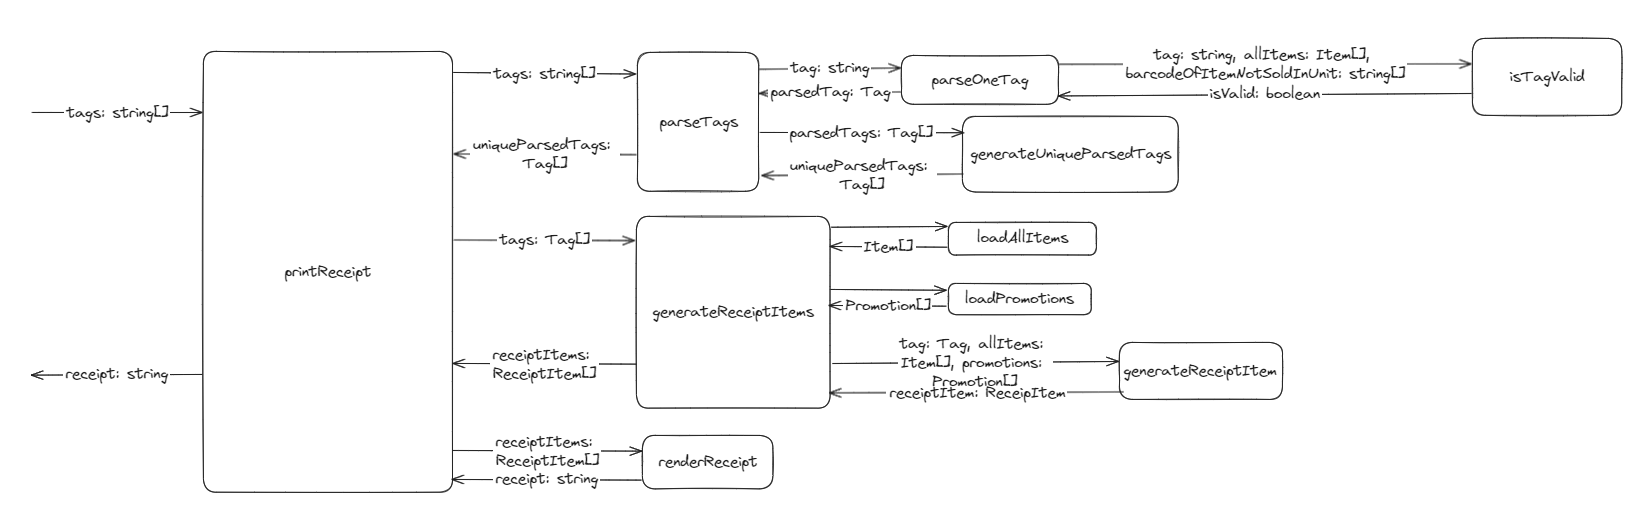 tags: string[]
printReceipt
receipt: string
tags: string[]
uniqueParsedTags:
Tag[]
parseTags
tag: string
parsedTag: Tag
parseOneTag
tag: string, allItems: Item[],
barcodeOfItemNotSoldInUnit: string[]
isValid: boolean
isTagValid
parsedTags: Tag[]
uniqueParsedTags:
Tag[]
generateUniqueParsedTags
tags: Tag[]
receiptItems:
ReceiptItem[]
generateReceiptItems
Item[]
loadAllItems
Promotion[]
loadPromotions
tag: Tag, allItems:
Item[], promotions:
Promotion[]
receiptItem: ReceipItem
generateReceiptItem
receiptItems:
ReceiptItem[]
receipt: string
renderReceipt